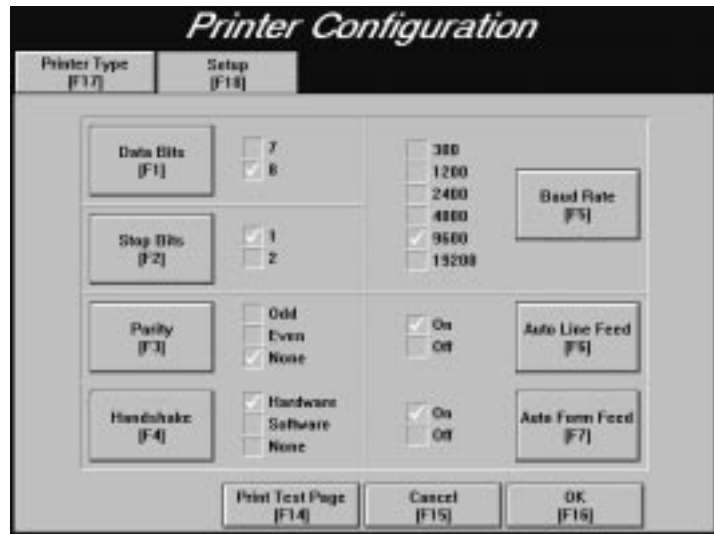 Printer Configuration
Printer Type
[F17]
Setup
[F18]
Data Bits
[F1]
7
8
300
1200
2400
4800
9600
19200
Baud Rate
[F5]
Stop Bits
[F2]
1
2
Parity
[F3]
Odd
Even
None
On
Off
Auto Line Feed
[F6]
Handshake
[F4]
Hardware
Software
None
On
Off
Auto Form Feed
[F7]
Print Test Page
[F14]
Cancel
[F15]
OK
[F16]